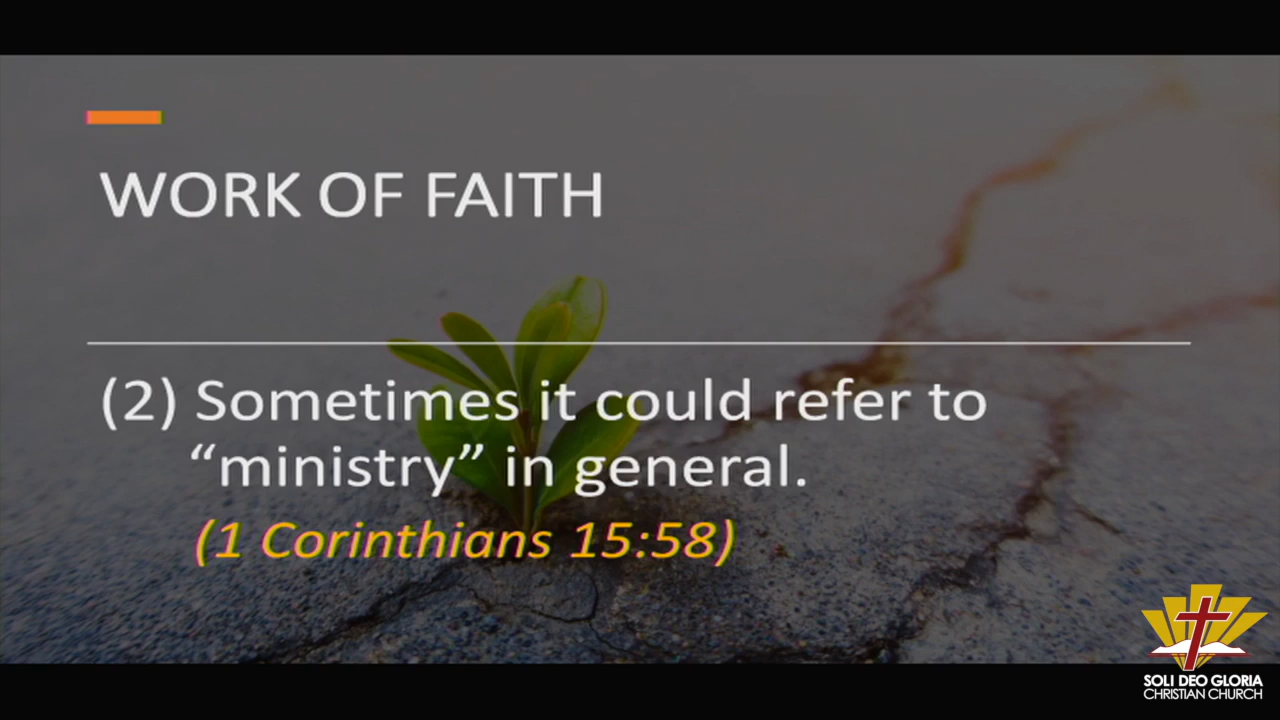 WORK OF FAITH
(2) Sometimes it could refer to
“ministry” in general.
(1 Corinthians 15:58)
SOLI DEO GLORIA
CHRISTIAN CHURCH